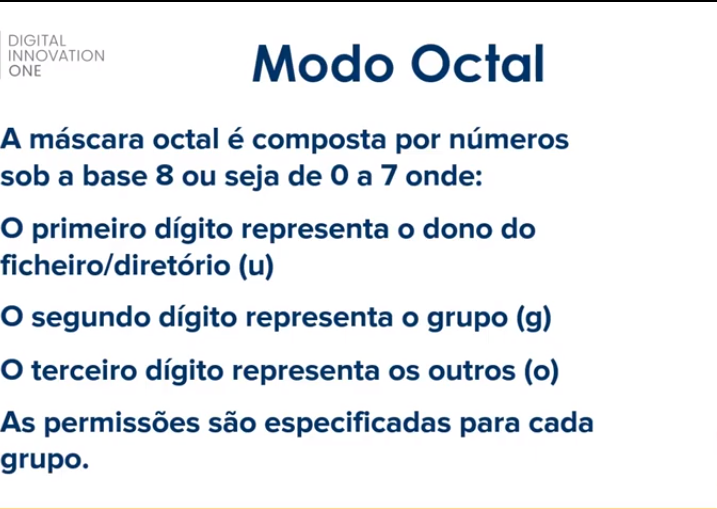 DIGITAL
INNOVATION
ONE
Modo Octal
A máscara octal é composta por números
sob a base 8 ou seja de 0 a 7 onde:
O primeiro dígito representa o dono do
ficheiro/diretório (u)
O segundo dígito representa o grupo (g)
O terceiro dígito representa os outros (o)
As permissões são especificadas para cada
grupo.